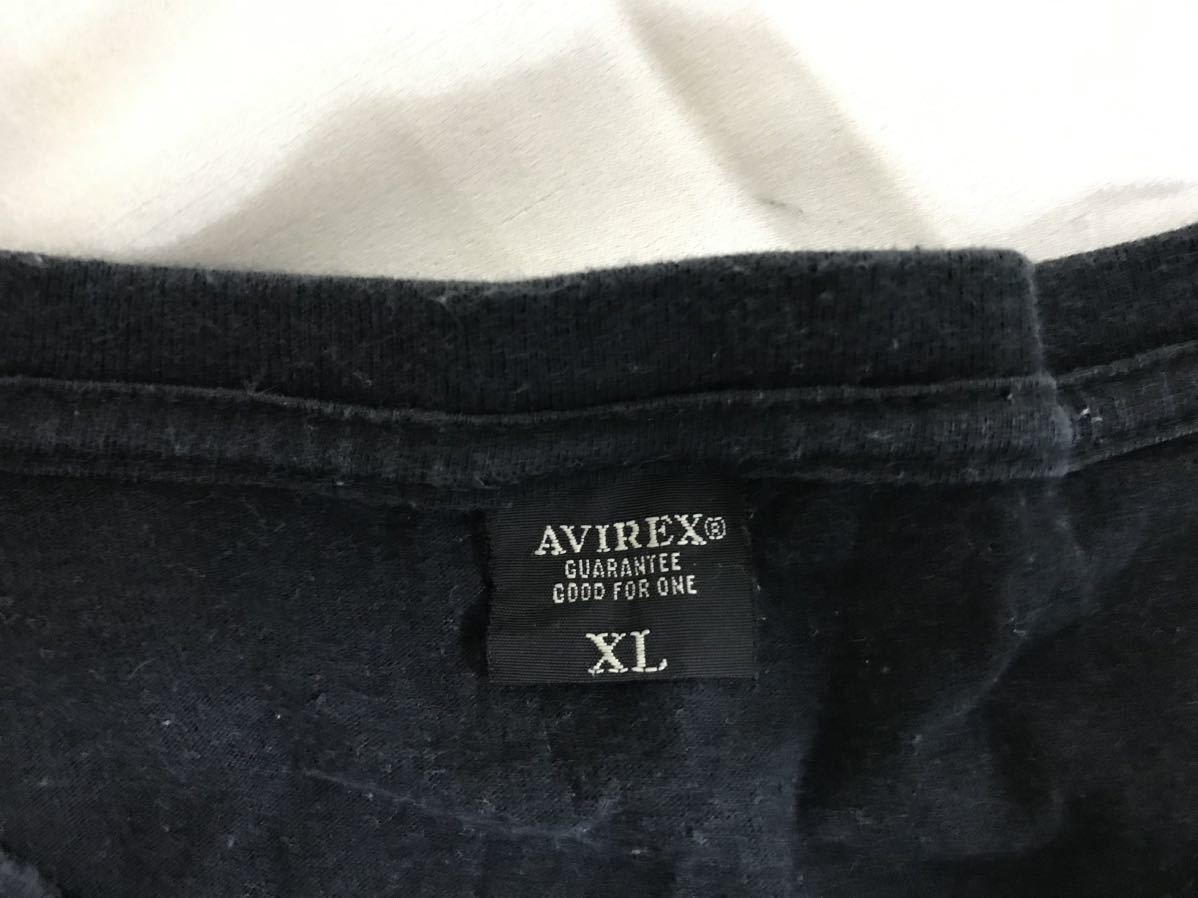 AVIREX®
GUARANTEE
GOOD FOR ONE
XL